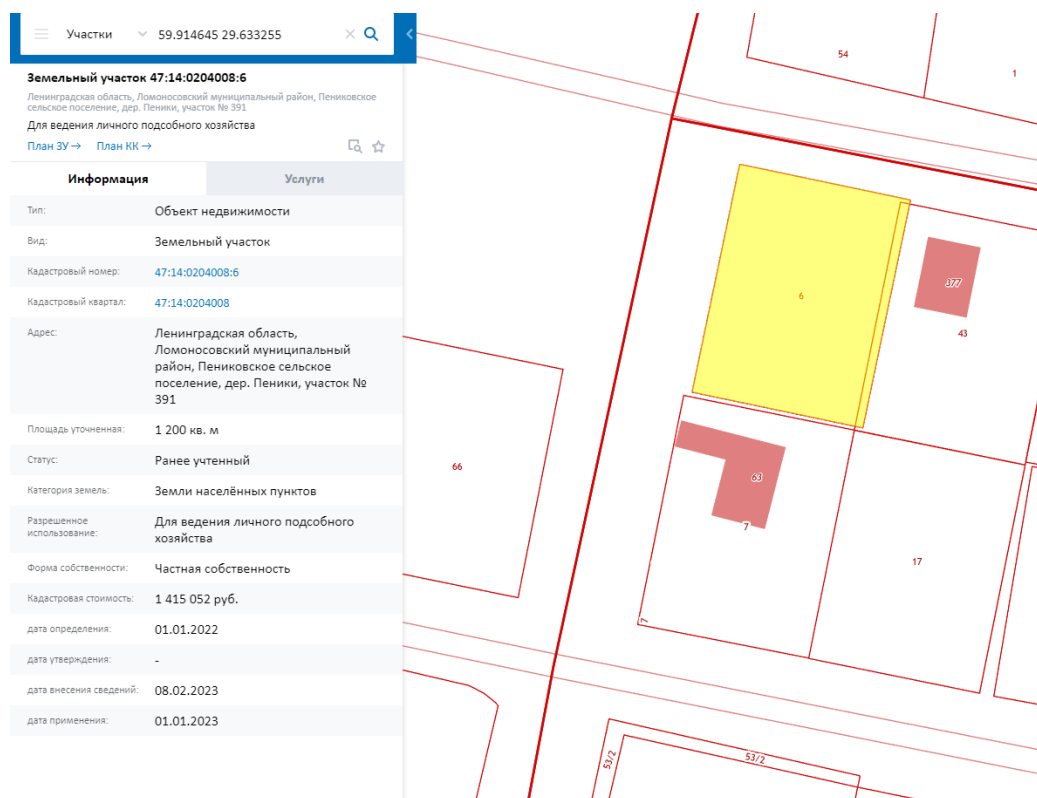 Участки
59.914645 29.633255
Земельный участок 47:14:0204008:6
Ленинградская область, Ломоносовский муниципальный район, Пениковское
сельское поселение, дер. Пеники, участок № 391
Для ведения личного подсобного хозяйства
План ЗУ → План КК →
Информация
Услуги
Тип: Объект недвижимости
Вид: Земельный участок
Кадастровый номер: 47:14:0204008:6
Кадастровый квартал: 47:14:0204008
Адрес: Ленинградская область,
Ломоносовский муниципальный
район, Пениковское сельское
поселение, дер. Пеники, участок №
391
Площадь уточненная: 1 200 кв. м
Статус: Ранее учтенный
Категория земель: Земли населённых пунктов
Разрешенное
использование:
Для ведения личного подсобного
хозяйства
Форма собственности: Частная собственность
Кадастровая стоимость: 1 415 052 руб.
дата определения: 01.01.2022
дата утверждения: -
дата внесения сведений: 08.02.2023
дата применения: 01.01.2023
54
1
6
377
43
66
63
7
17
7
53/2
53/2